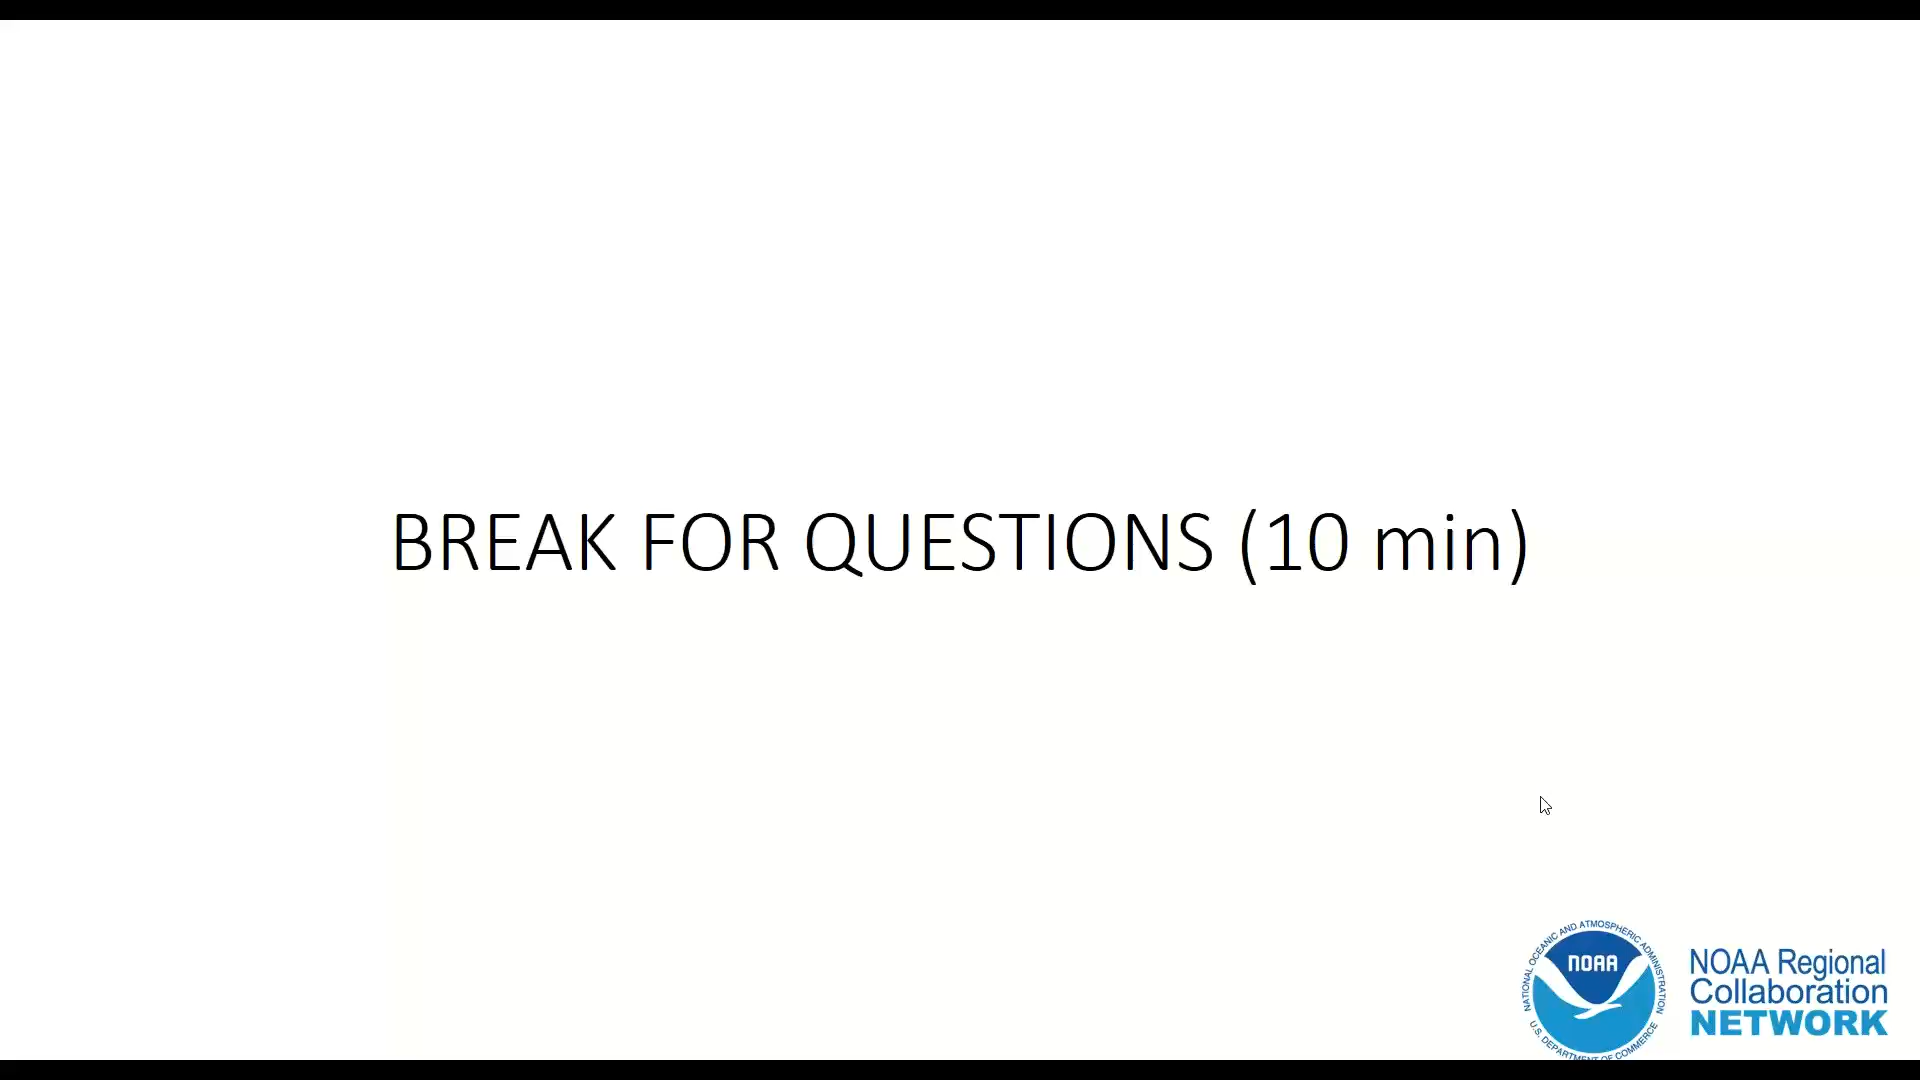 BREAK FOR QUESTIONS (10 min)
NATIONAL OCEANIC AND ATMOSPHERIC ADMINISTRATION
NOAA
U.S. DEPARTMENT OF COMMERCE
NOAA Regional
Collaboration
NETWORK